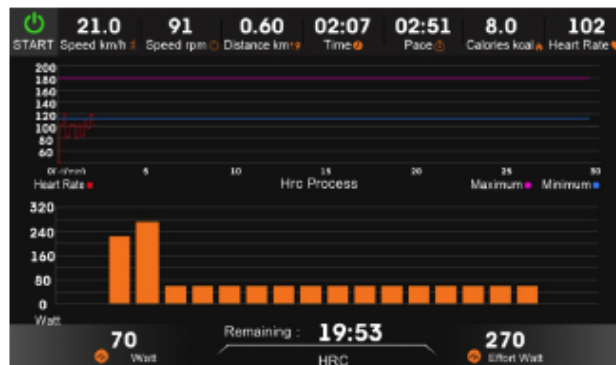 21.0 91 0.60 02:07 02:51 8.0 102
START Speed km/h Speed rpm Distance km Time Pace Calories kcal Heart Rate
200
180
160
140
120
100
80
60
5 10 15 20 25 30
Heart Rate Hrc Process Maximum Minimum
320
240
160
80
0
Watt
70 Remaining : 19:53 270
Watt HRC Effort Watt